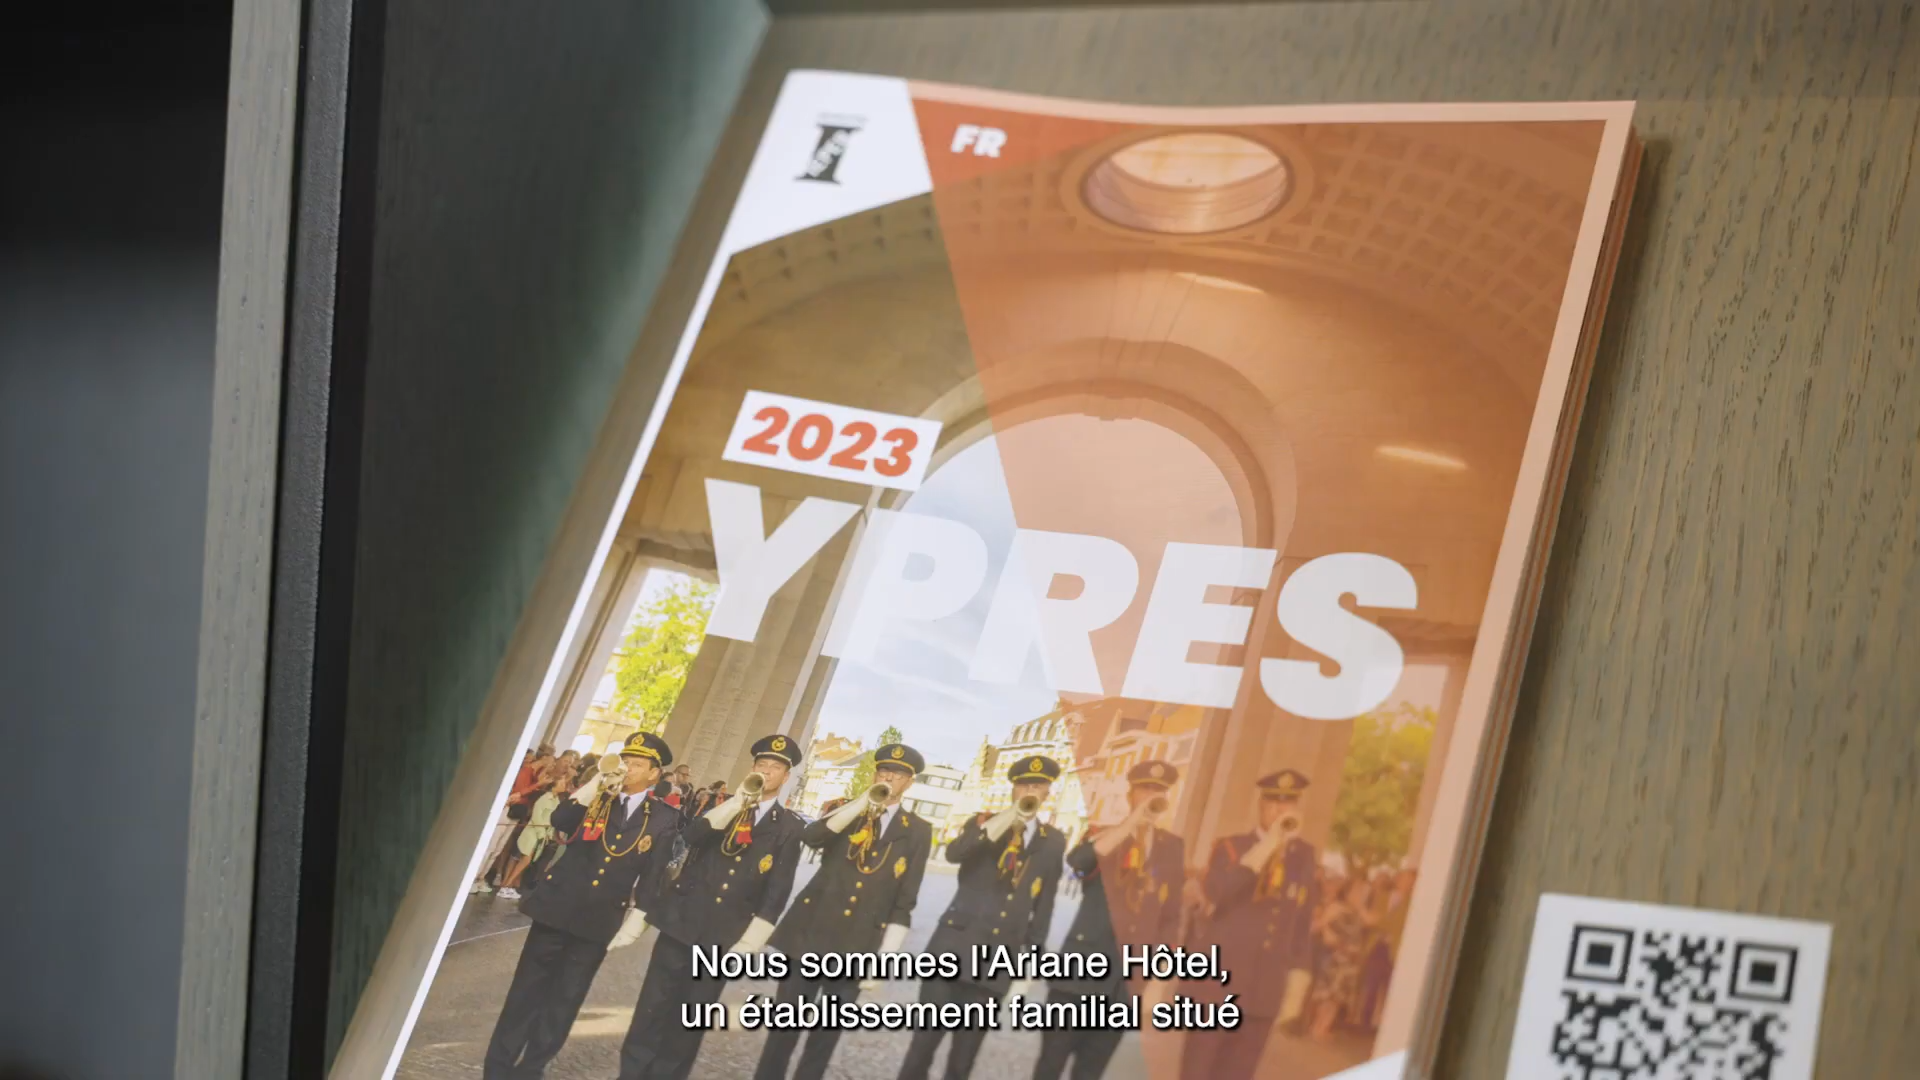 FR
2023
YPRES
Nous sommes l'Ariane Hôtel,
un établissement familial situé